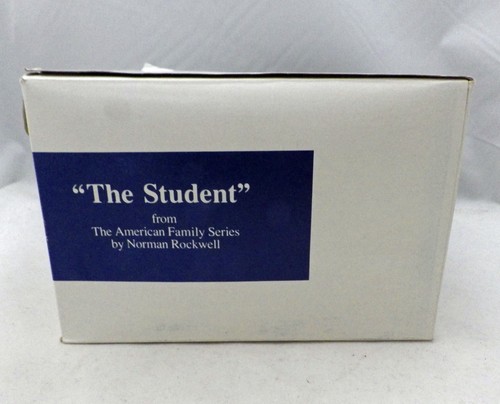 “The Student”
from
The American Family Series
by Norman Rockwell